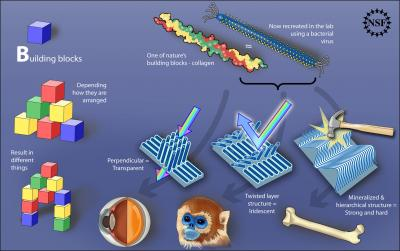 Building blocks
Depending
how they are
arranged
Result in
different
things
One of nature's
building blocks - collagen
=
Now recreated in the lab
using a bacterial
virus
NSF
Perpendicular =
Transparent
Twisted layer
structure =
Iridescent
Mineralized &
hierarchical structure =
Strong and hard